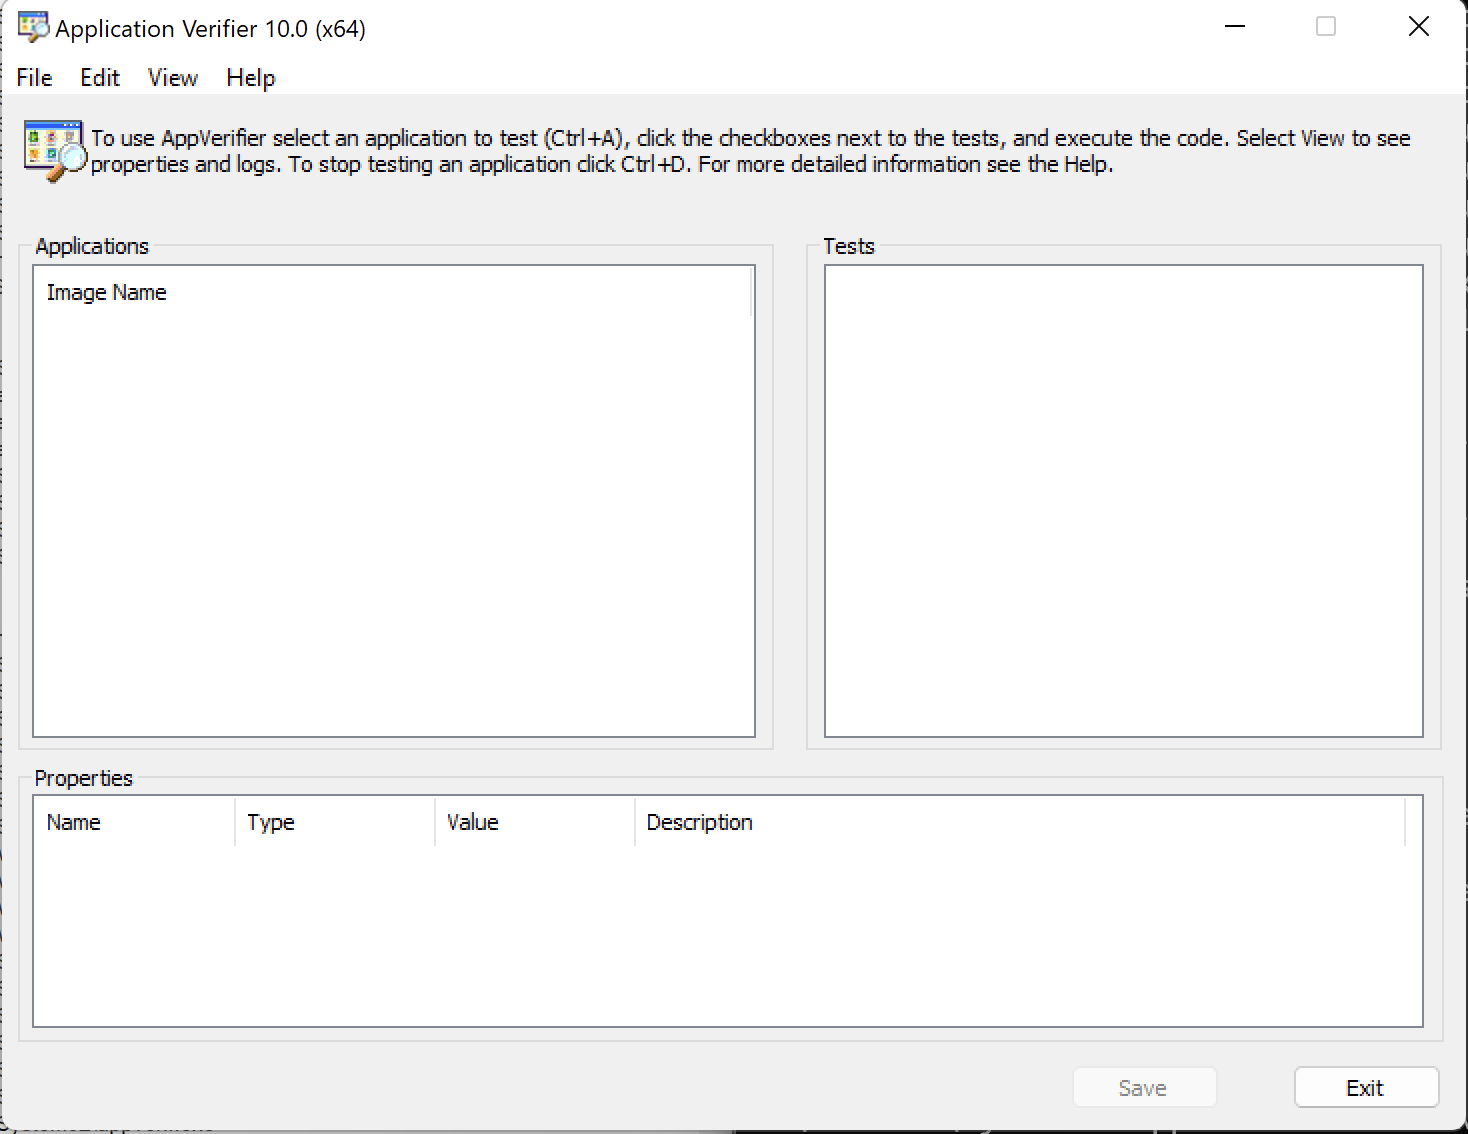 Application Verifier 10.0 (x64)
File Edit View Help
To use AppVerifier select an application to test (Ctrl+A), click the checkboxes next to the tests, and execute the code. Select View to see
properties and logs. To stop testing an application click Ctrl+D. For more detailed information see the Help.
Applications
Image Name
Tests
Properties
Name Type Value Description
Save Exit